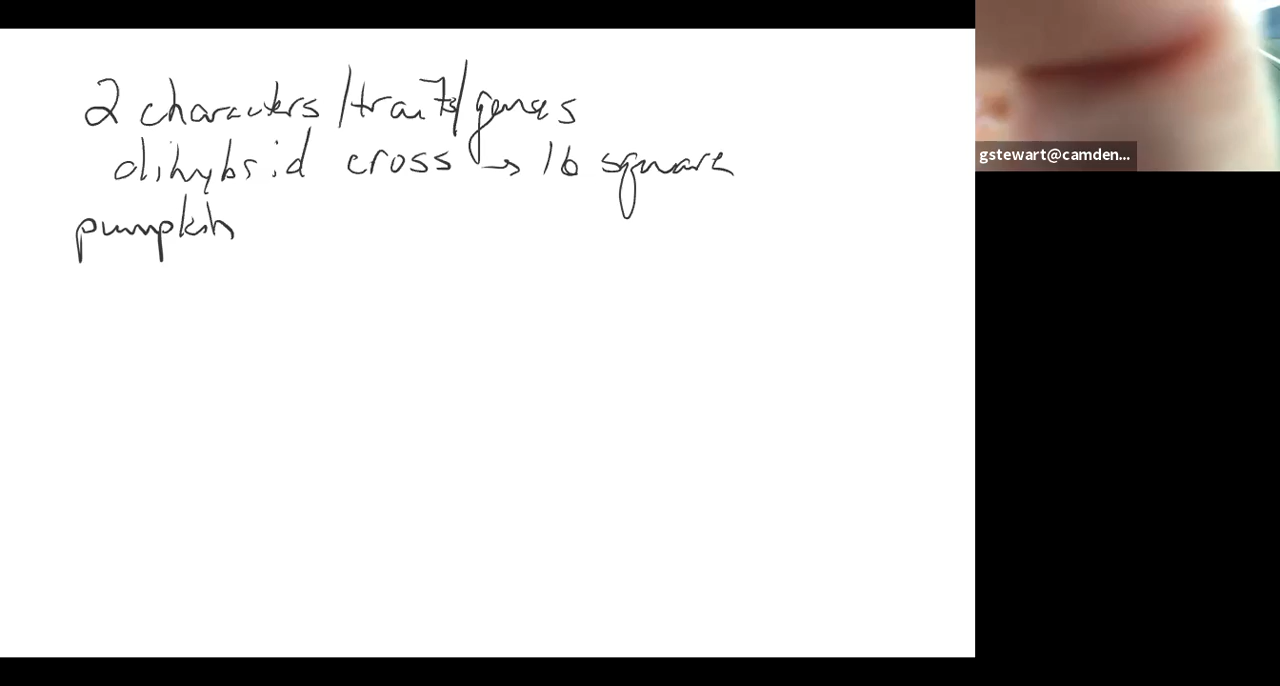 2 characters/traits/genes
dihybrid cross → 16 square
pumpkin
gstewart@camden...